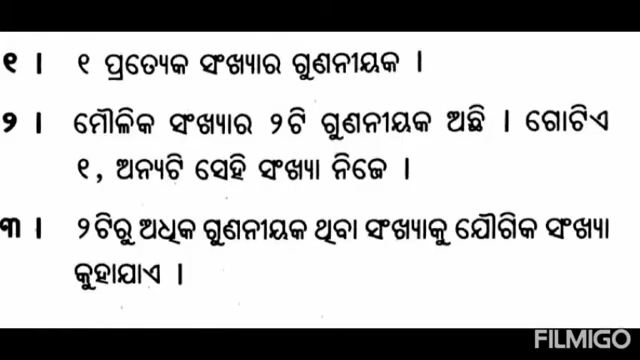 ୧ । ୧ ପ୍ରତ୍ୟେକ ସଂଖ୍ୟାର ଗୁଣନୀୟକ ।
୨ । ମୌଳିକ ସଂଖ୍ୟାର ୨ଟି ଗୁଣନୀୟକ ଅଛି । ଗୋଟିଏ
୧, ଅନ୍ୟଟି ସେହି ସଂଖ୍ୟା ନିଜେ ।
୩ । ୨ଟିରୁ ଅଧିକ ଗୁଣନୀୟକ ଥିବା ସଂଖ୍ୟାକୁ ଯୌଗିକ ସଂଖ୍ୟା
କୁହାଯାଏ ।
FILMIGO